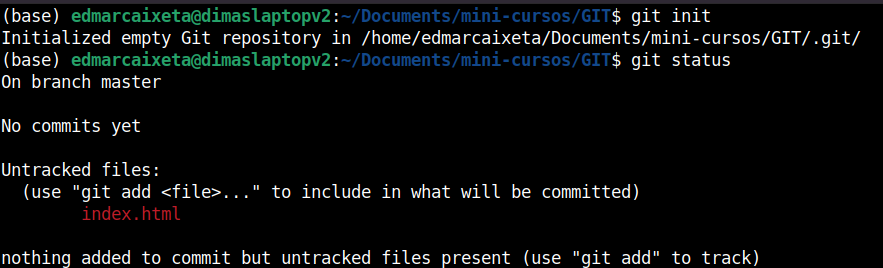 (base) edmarcaixeta@dimaslaptopv2:~/Documents/mini-cursos/GIT$ git init
Initialized empty Git repository in /home/edmarcaixeta/Documents/mini-cursos/GIT/.git/
(base) edmarcaixeta@dimaslaptopv2:~/Documents/mini-cursos/GIT$ git status
On branch master
No commits yet
Untracked files:
(use "git add <file>..." to include in what will be committed)
index.html
nothing added to commit but untracked files present (use "git add" to track)